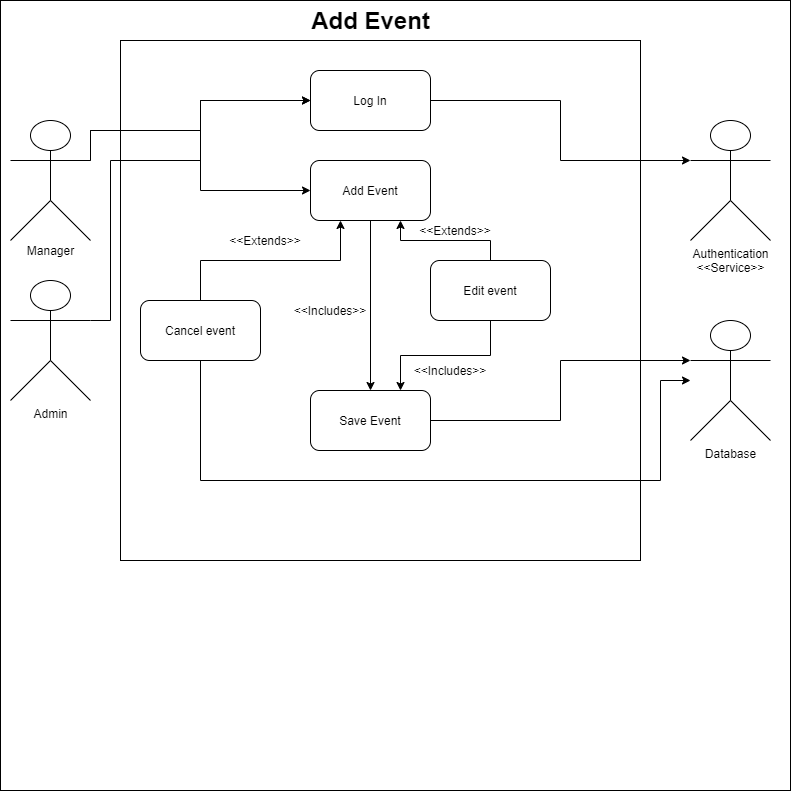 Add Event
Log In
Add Event
<<Extends>>
<<Extends>>
Manager
Authentication
<<Service>>
Edit event
<<Includes>>
Cancel event
<<Includes>>
Admin
Save Event
Database